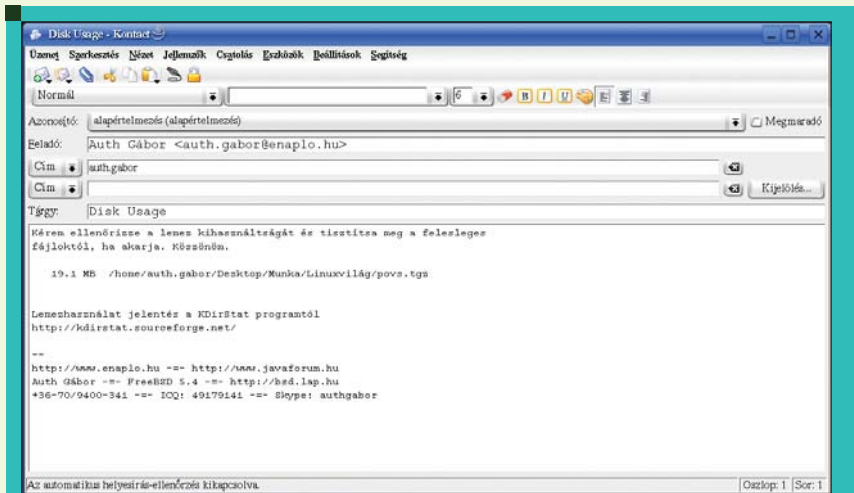 Disk Usage - Kontact
Üzenet Szerkesztés Nézet Jellemzők Csatolás Eszközök Beállítások Segítség
Normál 6 B I U
Azonosító: alapértelmezés (alapértelmezés) Megmaradó
Feladó: Auth Gábor <auth.gabor@enaplo.hu>
Cím auth.gabor
Cím Kijelölés...
Tárgy: Disk Usage
Kérem ellenőrizze a lemes kihasználtságát és tisztítsa meg a felesleges
fájloktól, ha akarja. Köszönöm.
19.1 MB /home/auth.gabor/Desktop/Munka/Linuxvilág/povs.tgz
Lemezhasználat jelentés a KDirStat programtól
http://kdirstat.sourceforge.net/
--
http://www.enaplo.hu -=- http://www.javaforum.hu
Auth Gábor -=- FreeBSD 5.4 -=- http://bsd.lap.hu
+36-70/9400-341 -=- ICQ: 49179141 -=- Skype: authgabor
Az automatikus helyesírás-ellenőrzés kikapcsolva. Oszlop: 1 Sor: 1